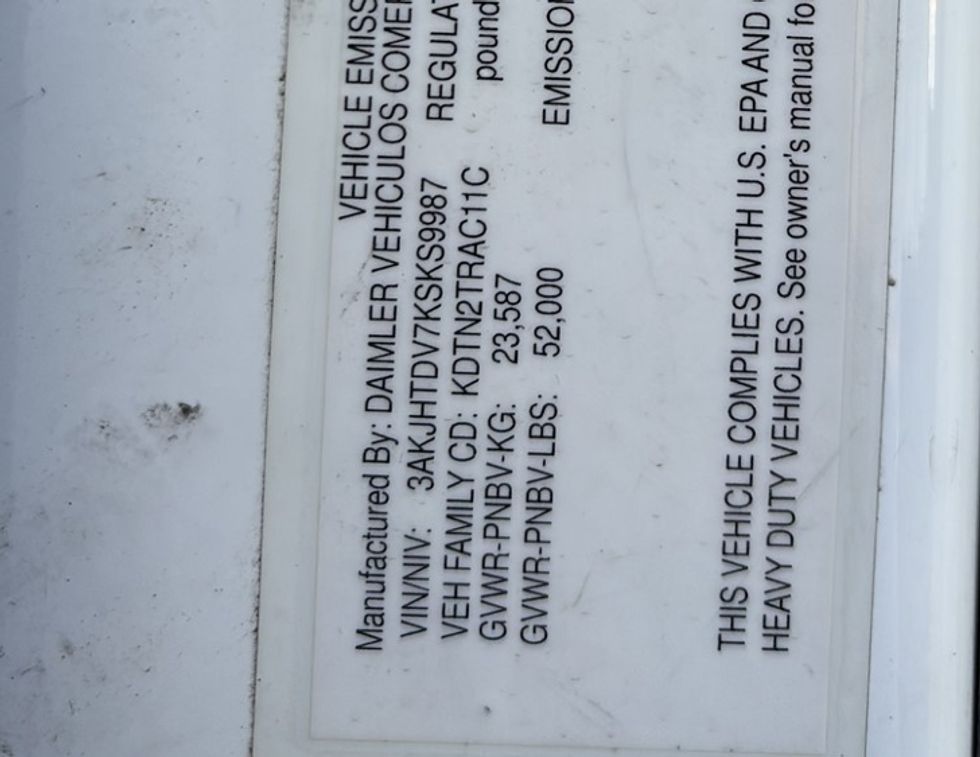 VEHICLE EMISS
Manufactured By: DAIMLER VEHICULOS COMER
VIN/NIV: 3AKJHTDV7KSKS9987 REGULAT
VEH FAMILY CD: KDTN2TRAC11C pound
GVWR-PNBV-KG: 23,587
GVWR-PNBV-LBS: 52,000 EMISSION
THIS VEHICLE COMPLIES WITH U.S. EPA AND
HEAVY DUTY VEHICLES. See owner's manual fo